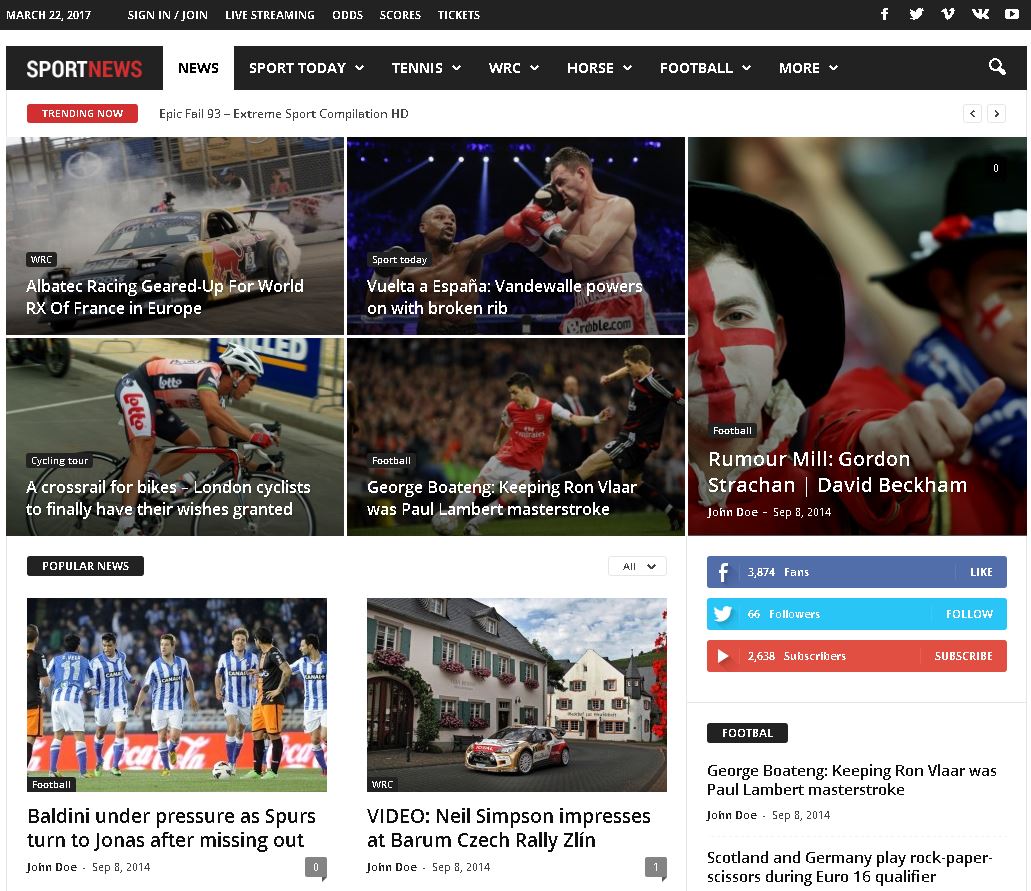 MARCH 22, 2017 SIGN IN / JOIN LIVE STREAMING ODDS SCORES TICKETS
SPORTNEWS NEWS SPORT TODAY TENNIS WRC HORSE FOOTBALL MORE
TRENDING NOW Epic Fail 93 – Extreme Sport Compilation HD
WRC
Albatec Racing Geared-Up For World
RX Of France in Europe
Sport today
Vuelta a España: Vandewalle powers
on with broken rib
0
Cycling tour
A crossrail for bikes – London cyclists
to finally have their wishes granted
lotto
lotto
Football
George Boateng: Keeping Ron Vlaar
was Paul Lambert masterstroke
Emirates
Football
Rumour Mill: Gordon
Strachan | David Beckham
John Doe - Sep 8, 2014
POPULAR NEWS All
11
CANAL+
Coca-Cola
Football
Baldini under pressure as Spurs
turn to Jonas after missing out
John Doe - Sep 8, 2014 0
TOTAL
WRC
VIDEO: Neil Simpson impresses
at Barum Czech Rally Zlín
John Doe - Sep 8, 2014 1
3,874 Fans LIKE
66 Followers FOLLOW
2,638 Subscribers SUBSCRIBE
FOOTBAL
George Boateng: Keeping Ron Vlaar was
Paul Lambert masterstroke
John Doe - Sep 8, 2014
Scotland and Germany play rock-paper-
scissors during Euro 16 qualifier